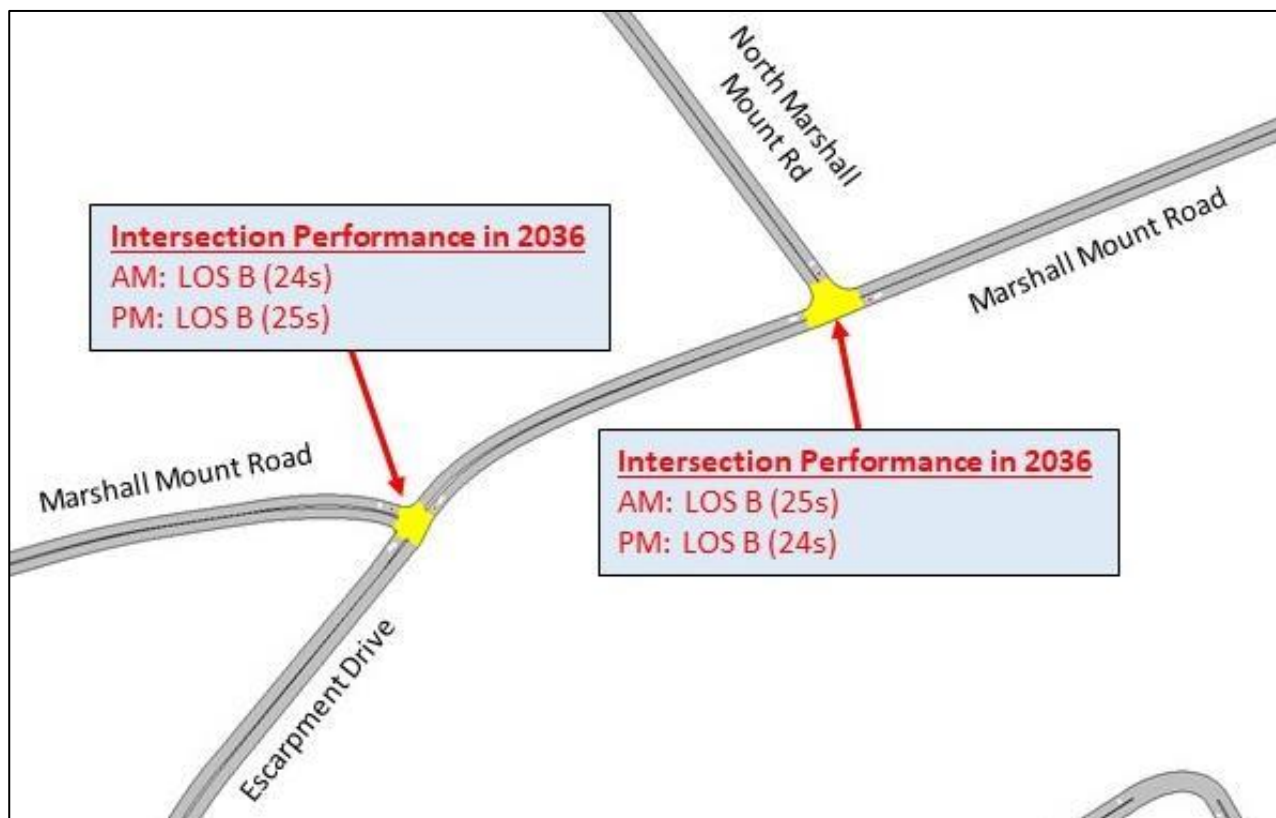 North Marshall
Mount Rd
Marshall Mount Road
Intersection Performance in 2036
AM: LOS B (24s)
PM: LOS B (25s)
Marshall Mount Road
Intersection Performance in 2036
AM: LOS B (25s)
PM: LOS B (24s)
Escarpment Drive